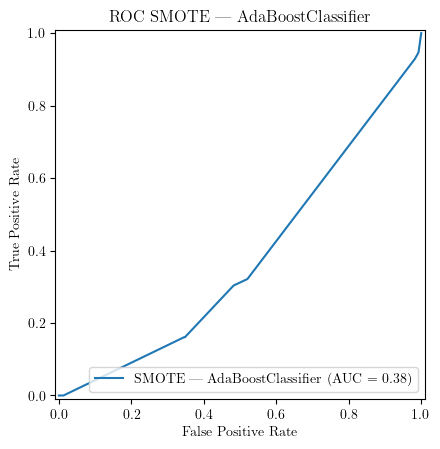 ROC SMOTE — AdaBoostClassifier
True Positive Rate
1.0
0.8
0.6
0.4
0.2
0.0
SMOTE — AdaBoostClassifier (AUC = 0.38)
0.0 0.2 0.4 0.6 0.8 1.0
False Positive Rate